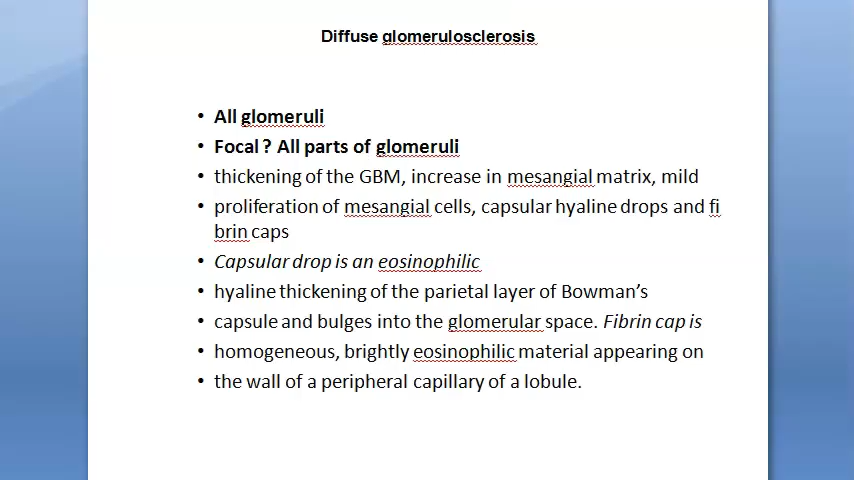 Diffuse glomerulosclerosis
• All glomeruli
• Focal ? All parts of glomeruli
• thickening of the GBM, increase in mesangial matrix, mild
• proliferation of mesangial cells, capsular hyaline drops and fi
brin caps
• Capsular drop is an eosinophilic
• hyaline thickening of the parietal layer of Bowman’s
• capsule and bulges into the glomerular space. Fibrin cap is
• homogeneous, brightly eosinophilic material appearing on
• the wall of a peripheral capillary of a lobule.